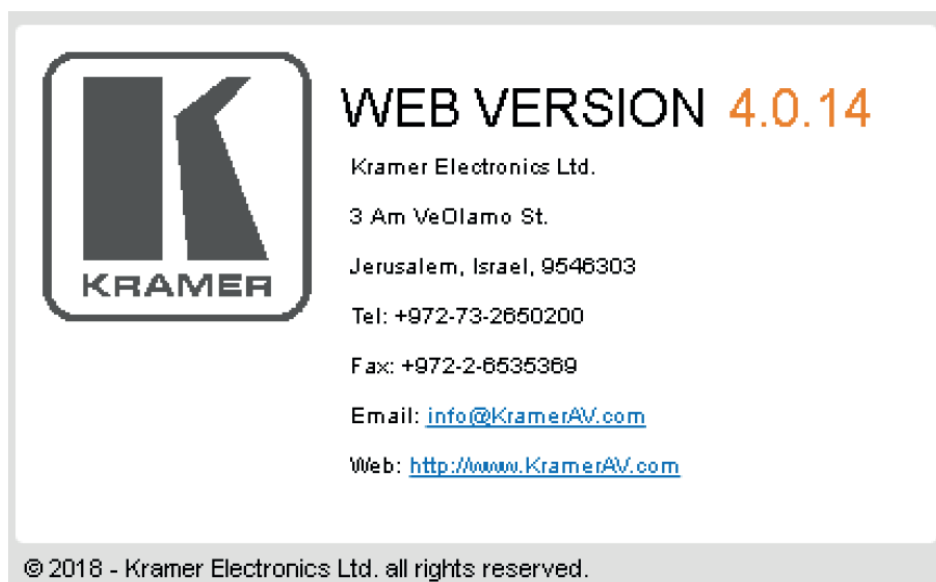 KRAMER
WEB VERSION 4.0.14
Kramer Electronics Ltd.
3 Am VeOlamo St.
Jerusalem, Israel, 9546303
Tel: +972-73-2650200
Fax: +972-2-6535369
Email: info@KramerAV.com
Web: http://www.KramerAV.com
© 2018 - Kramer Electronics Ltd. all rights reserved.